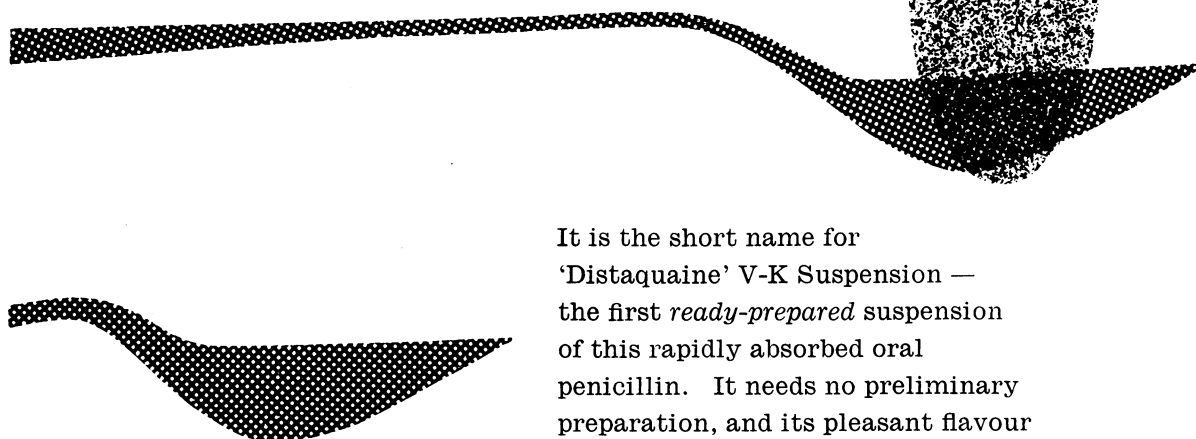 It is the short name for
‘Distaquaine’ V-K Suspension —
the first ready-prepared suspension
of this rapidly absorbed oral
penicillin. It needs no preliminary
preparation, and its pleasant flavour